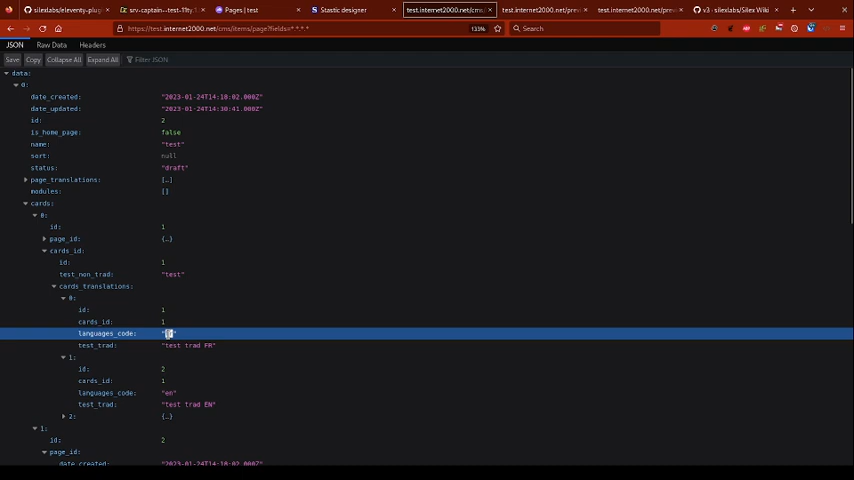 silexlabs/eleventy-plug
srv-captain--test-11ty.
Pages | test
Stastic designer
test.internet2000.net/cm
test.internet2000.net/prev
test.internet2000.net/prev
v3 · silexlabs/Silex Wiki
https://test.internet2000.net/cms/items/page?fields=*.*.*.*
133%
Search
JSON
Raw Data
Headers
Save
Copy
Collapse All
Expand All
Filter JSON
data:
0:
date_created: "2023-01-24T14:18:02.000Z"
date_updated: "2023-01-24T14:30:41.000Z"
id: 2
is_home_page: false
name: "test"
sort: null
status: "draft"
page_translations: […]
modules: []
cards:
0:
id: 1
page_id: {…}
cards_id:
id: 1
test_non_trad: "test"
cards_translations:
0:
id: 1
cards_id: 1
languages_code:
test_trad: "test trad FR"
1:
id: 2
cards_id: 1
languages_code: "en"
test_trad: "test trad EN"
2: {…}
1:
id: 2
page_id:
date_created: "2023-01-24T14:18:02.000Z"